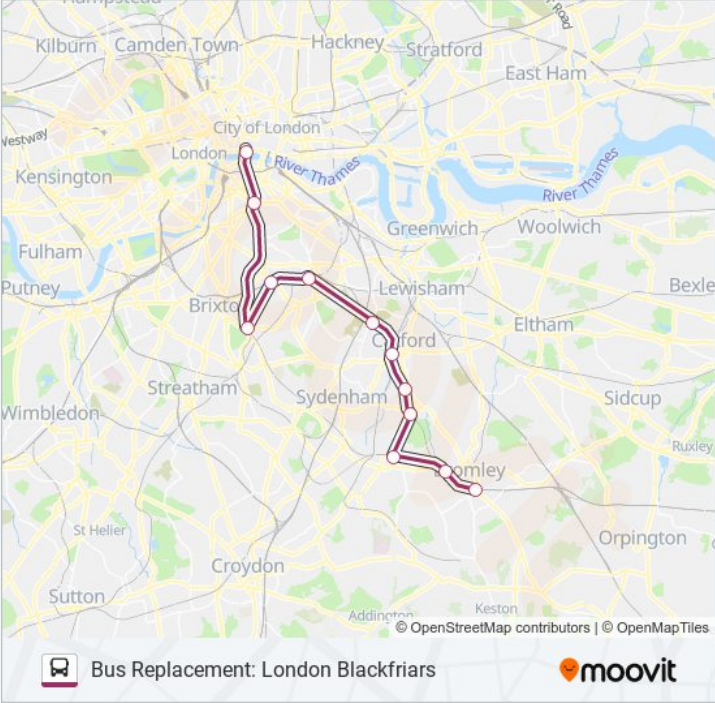 Hampstead
Road
Kilburn
Camden Town
Hackney
Stratford
East Ham
City of London
Westway
London
River Thames
River Thames
Kensington
Greenwich
Woolwich
Fulham
Putney
Lewisham
Bexle
Brixto
Eltham
Catford
Streatham
Sydenham
Sidcup
Wimbledon
Ruxley
Bromley
St Helier
Orpington
Croydon
Sutton
Keston
Addington
© OpenStreetMap contributors | © OpenMapTiles
Bus Replacement: London Blackfriars
moovit